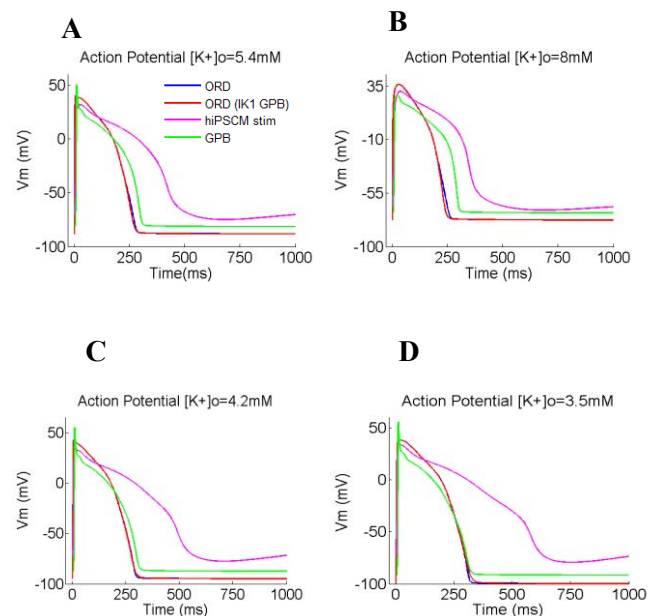 A
B
Action Potential [K+]o=5.4mM
Action Potential [K+]o=8mM
50
0
-50
-100
Vm (mV)
ORD
ORD (IK1 GPB)
hiPSCM stim
GPB
0
250
500
750
1000
Time(ms)
35
-10
-55
-100
Vm (mV)
0
250
500
750
1000
Time(ms)
C
D
Action Potential [K+]o=4.2mM
Action Potential [K+]o=3.5mM
50
0
-50
-100
Vm (mV)
0
250
500
750
1000
Time (ms)
50
0
-50
-100
Vm (mV)
0
250
500
750
1000
Time (ms)